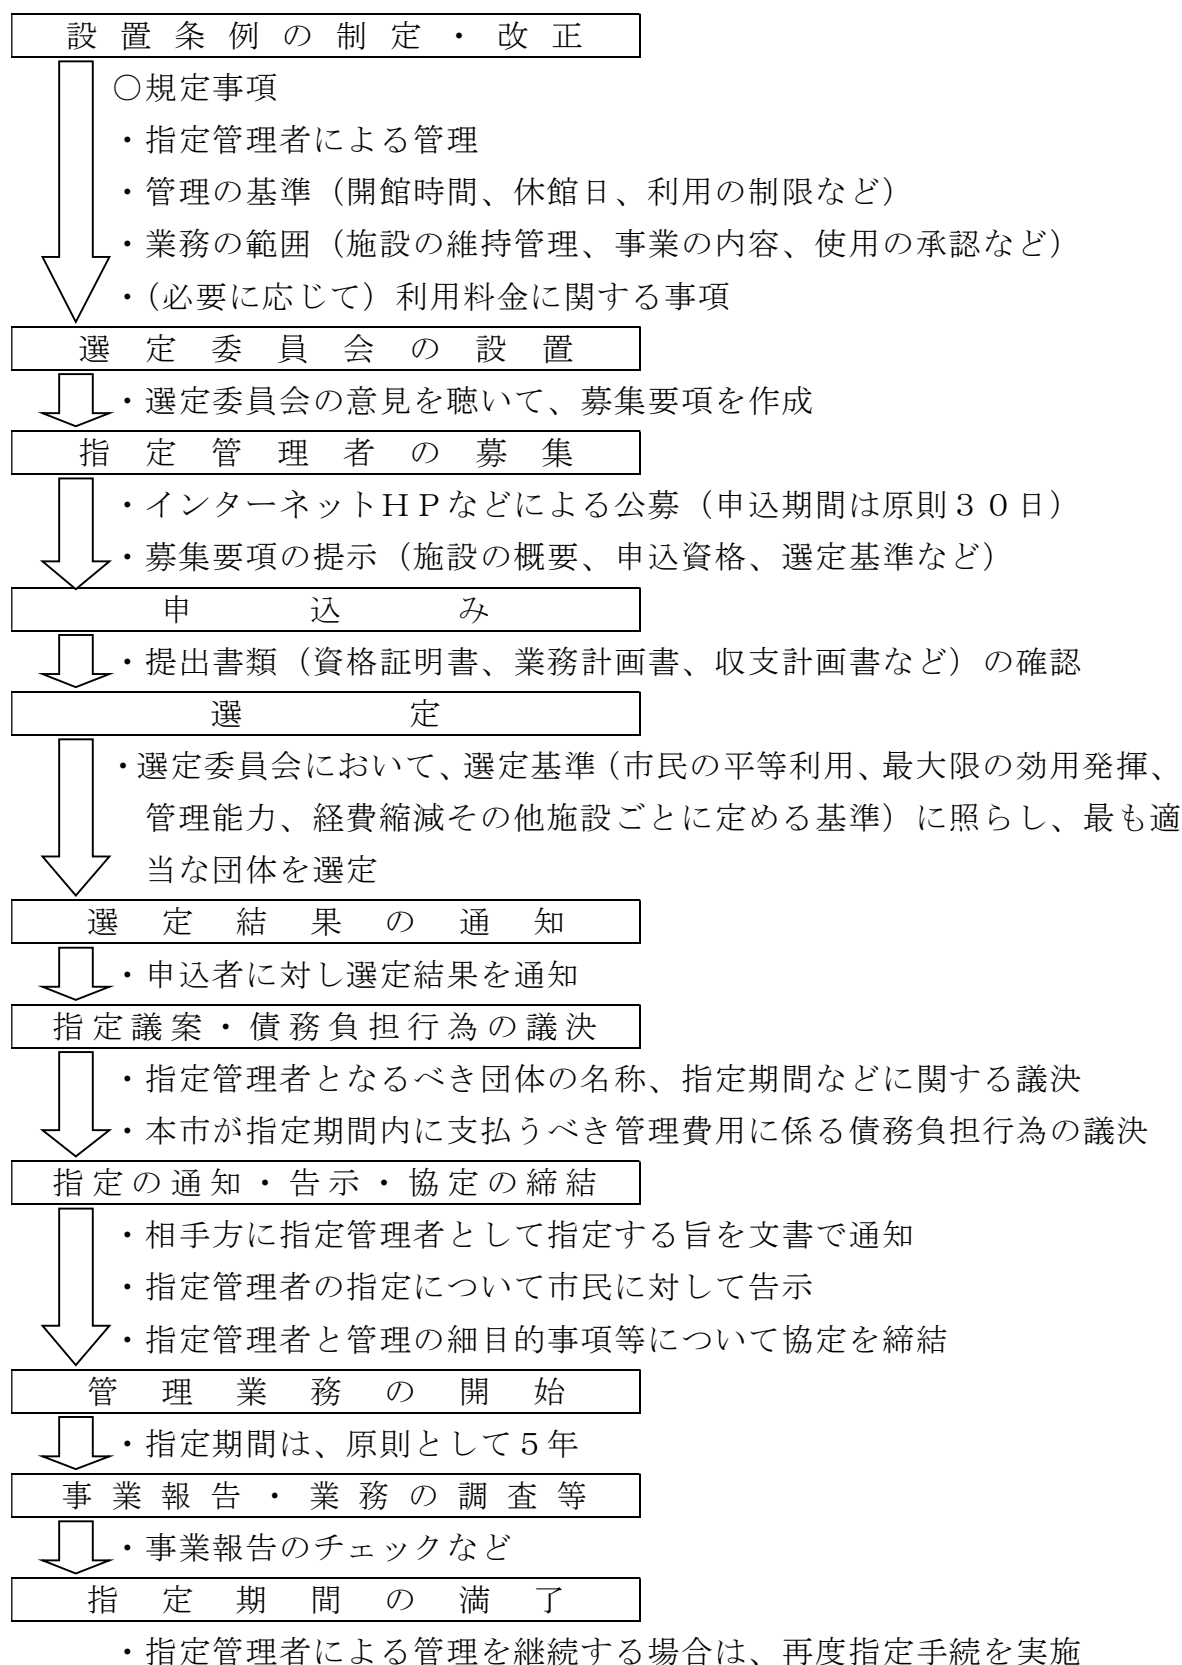 設置条例の制定・改正
○規定事項
・指定管理者による管理
・管理の基準（開館時間、休館日、利用の制限など）
・業務の範囲（施設の維持管理、事業の内容、使用の承認など）
・（必要に応じて）利用料金に関する事項
選定委員会の設置
・選定委員会の意見を聴いて、募集要項を作成
指定管理者の募集
・インターネットＨＰなどによる公募（申込期間は原則３０日）
・募集要項の提示（施設の概要、申込資格、選定基準など）
申込み
・提出書類（資格証明書、業務計画書、収支計画書など）の確認
選定
・選定委員会において、選定基準（市民の平等利用、最大限の効用発揮、
管理能力、経費縮減その他施設ごとに定める基準）に照らし、最も適
当な団体を選定
選定結果の通知
・申込者に対し選定結果を通知
指定議案・債務負担行為の議決
・指定管理者となるべき団体の名称、指定期間などに関する議決
・本市が指定期間内に支払うべき管理費用に係る債務負担行為の議決
指定の通知・告示・協定の締結
・相手方に指定管理者として指定する旨を文書で通知
・指定管理者の指定について市民に対して告示
・指定管理者と管理の細目的事項等について協定を締結
管理業務の開始
・指定期間は、原則として５年
事業報告・業務の調査等
・事業報告のチェックなど
指定期間の満了
・指定管理者による管理を継続する場合は、再度指定手続を実施